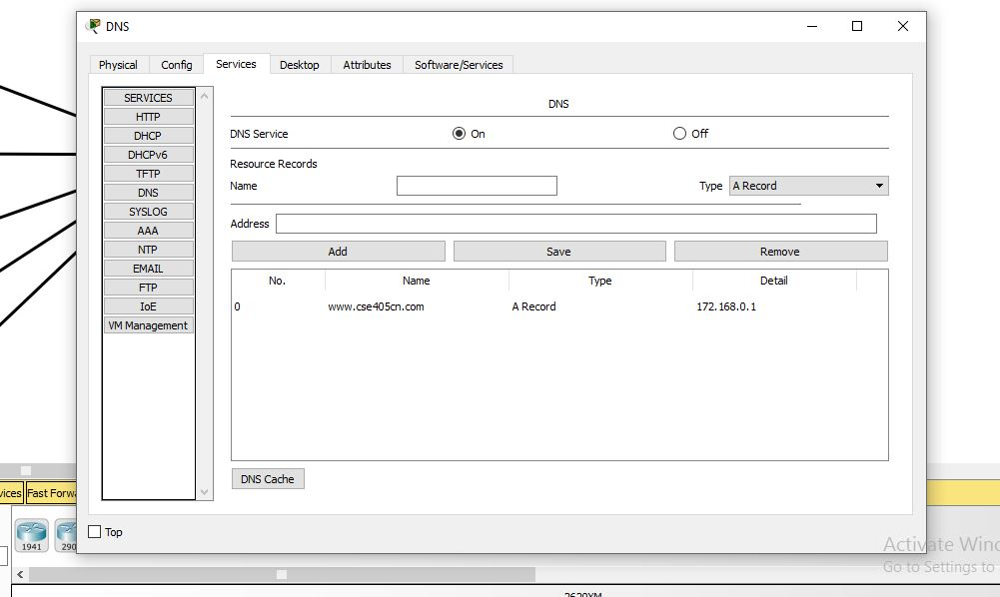 DNS
Physical Config Services Desktop Attributes Software/Services
SERVICES
HTTP
DHCP
DHCPv6
TFTP
DNS
SYSLOG
AAA
NTP
EMAIL
FTP
IoE
VM Management
DNS
DNS Service On Off
Resource Records
Name Type A Record
Address
Add Save Remove
No. Name Type Detail
0 www.cse405cn.com A Record 172.168.0.1
DNS Cache
Top
vices Fast Forwa
1941 290
Activate Wind
Go to Settings to
2620XM